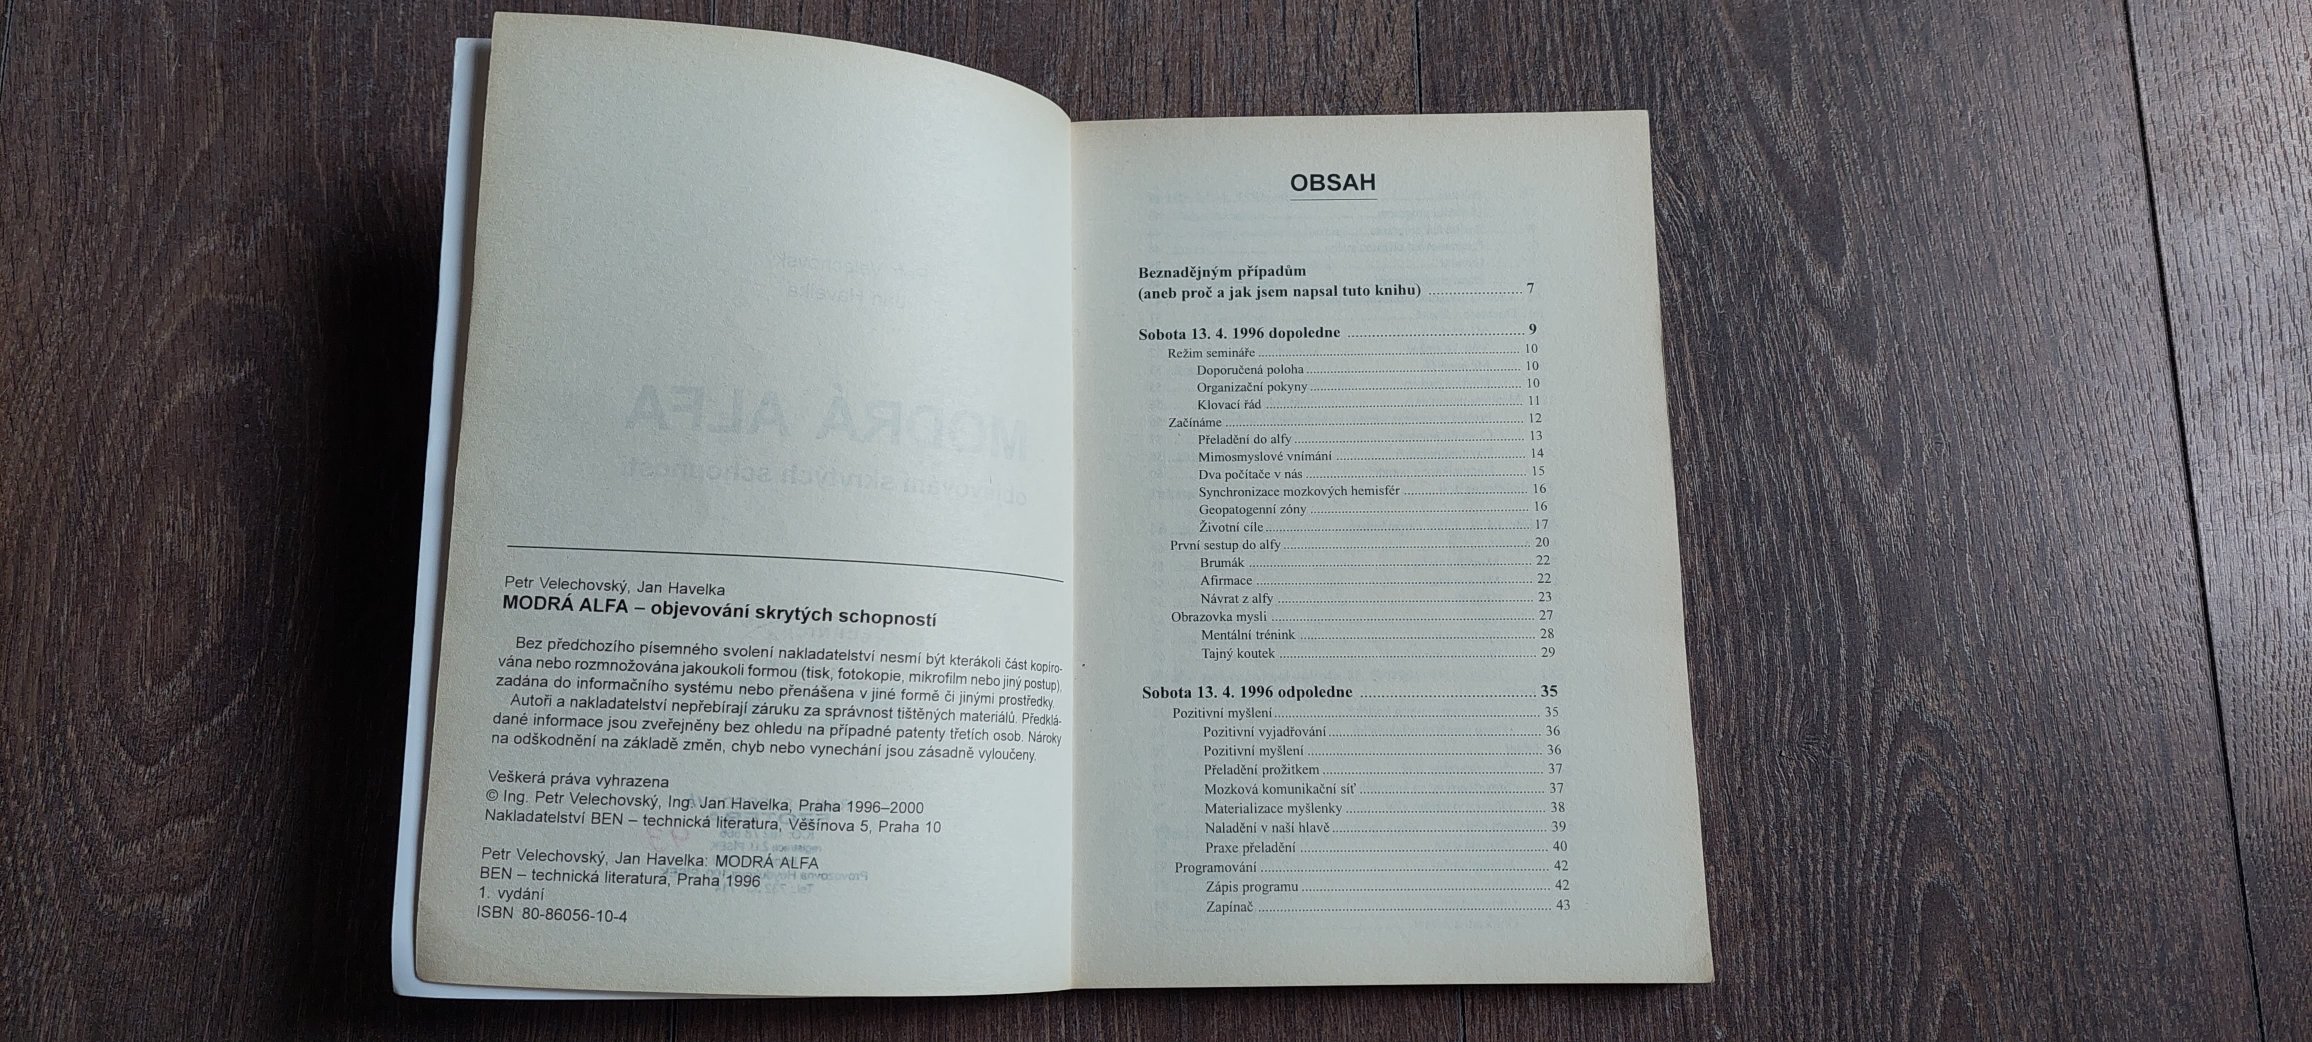 Petr Velechovský, Jan Havelka
MODRÁ ALFA – objevování skrytých schopností
Bez předchozího písemného svolení nakladatelství nesmí být kterákoli část kopíro-
vána nebo rozmnožována jakoukoli formou (tisk, fotokopie, mikrofilm nebo jiný postup),
zadána do informačního systému nebo přenášena v jiné formě či jinými prostředky.
Autoři a nakladatelství nepřebírají záruku za správnost tištěných materiálů. Předklá-
dané informace jsou zveřejněny bez ohledu na případné patenty třetích osob. Nároky
na odškodnění na základě změn, chyb nebo vynechání jsou zásadně vyloučeny.
Veškerá práva vyhrazena
© Ing. Petr Velechovský, Ing. Jan Havelka, Praha 1996–2000
Nakladatelství BEN – technická literatura, Věšínova 5, Praha 10
Petr Velechovský, Jan Havelka: MODRÁ ALFA
BEN – technická literatura, Praha 1996
1. vydání
ISBN 80-86056-10-4
OBSAH
Beznadějným případům
(aneb proč a jak jsem napsal tuto knihu) ........................ 7
Sobota 13. 4. 1996 dopoledne ........................ 9
Režim semináře ........................ 10
Doporučená poloha ........................ 10
Organizační pokyny ........................ 10
Klovací řád ........................ 11
Začínáme ........................ 12
Přeladění do alfy ........................ 13
Mimosmyslové vnímání ........................ 14
Dva počítače v nás ........................ 15
Synchronizace mozkových hemisfér ........................ 16
Geopatogenní zóny ........................ 16
Životní cíle ........................ 17
První sestup do alfy ........................ 20
Brumák ........................ 22
Afirmace ........................ 22
Návrat z alfy ........................ 23
Obrazovka mysli ........................ 27
Mentální trénink ........................ 28
Tajný koutek ........................ 29
Sobota 13. 4. 1996 odpoledne ........................ 35
Pozitivní myšlení ........................ 35
Pozitivní vyjadřování ........................ 36
Pozitivní myšlení ........................ 36
Přeladění prožitkem ........................ 37
Mozková komunikační síť ........................ 37
Materializace myšlenky ........................ 38
Naladění v naší hlavě ........................ 39
Praxe přeladění ........................ 40
Programování ........................ 42
Zápis programu ........................ 42
Zapínač ........................ 43